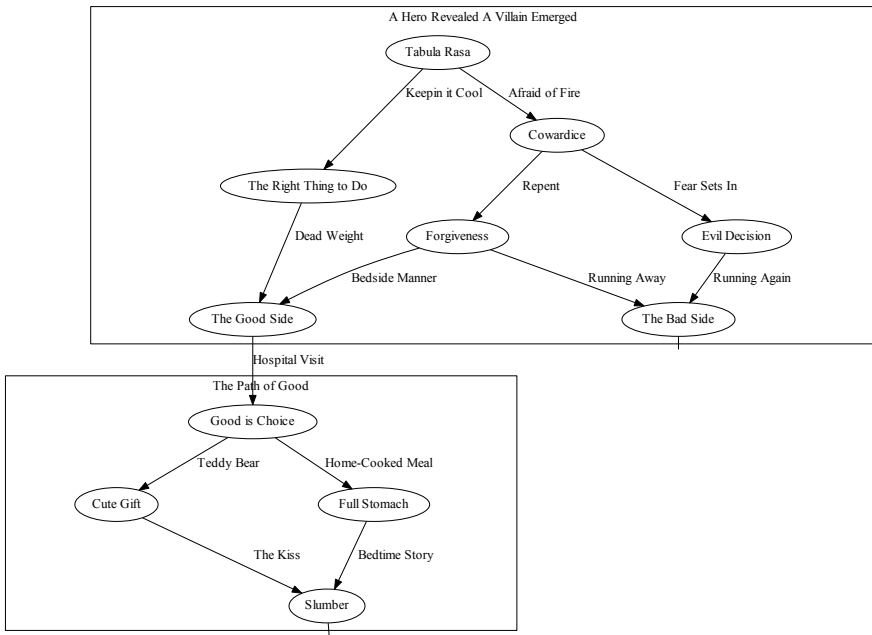 A Hero Revealed A Villain Emerged
Tabula Rasa
Keepin it Cool
Afraid of Fire
Cowardice
The Right Thing to Do
Repent
Fear Sets In
Dead Weight
Forgiveness
Evil Decision
Bedside Manner
Running Away
Running Again
The Good Side
The Bad Side
Hospital Visit
The Path of Good
Good is Choice
Teddy Bear
Home-Cooked Meal
Cute Gift
Full Stomach
The Kiss
Bedtime Story
Slumber